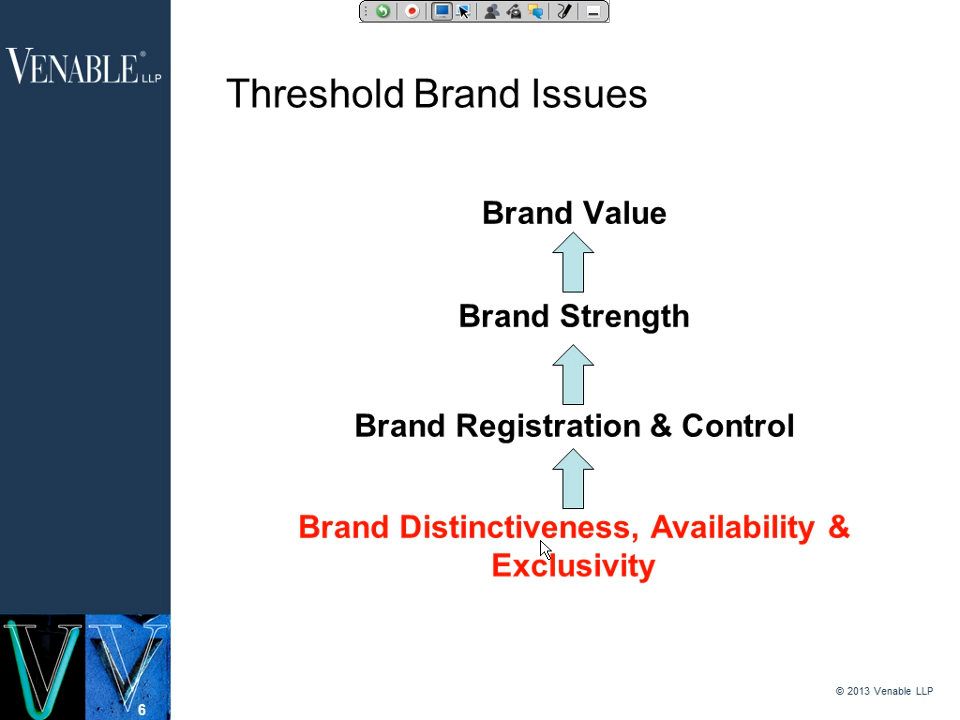 VENABLE® LLP
Threshold Brand Issues
Brand Value
Brand Strength
Brand Registration & Control
Brand Distinctiveness, Availability &
Exclusivity
© 2013 Venable LLP
6